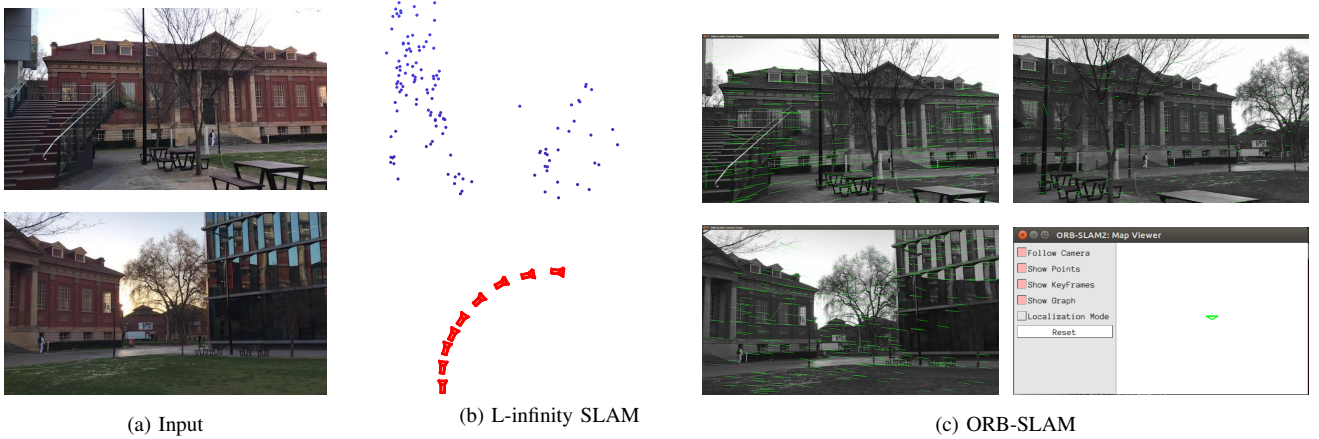 ORB-SLAM2: Map Viewer
Follow Camera
Show Points
Show KeyFrames
Show Graph
Localization Mode
Reset
(a) Input
(b) L-infinity SLAM
(c) ORB-SLAM